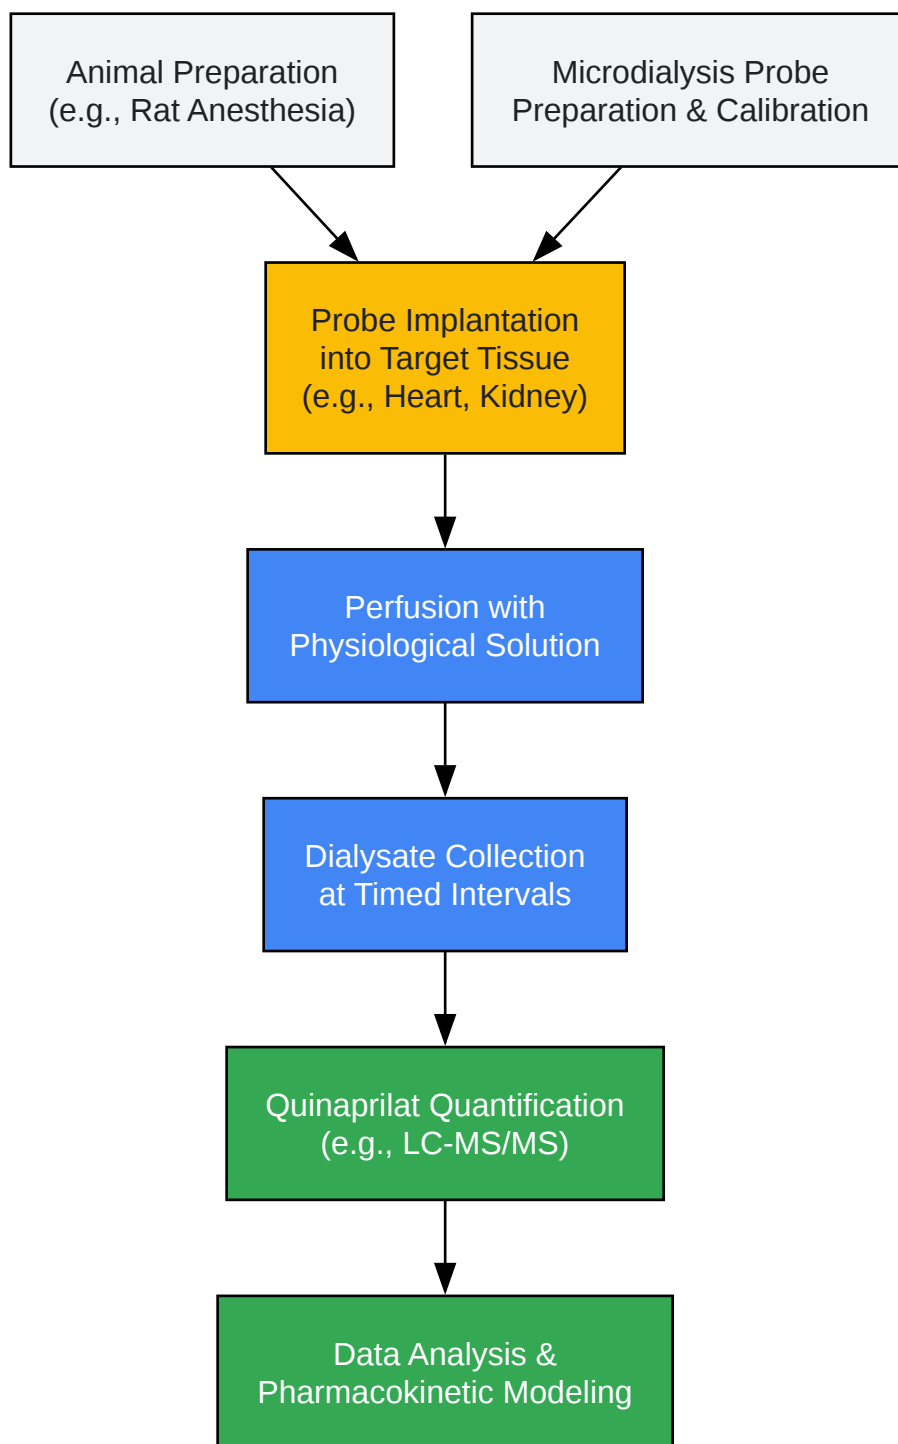 Animal Preparation
(e.g., Rat Anesthesia)
Microdialysis Probe
Preparation & Calibration
Probe Implantation
into Target Tissue
(e.g., Heart, Kidney)
Perfusion with
Physiological Solution
Dialysate Collection
at Timed Intervals
Quinaprilat Quantification
(e.g., LC-MS/MS)
Data Analysis &
Pharmacokinetic Modeling